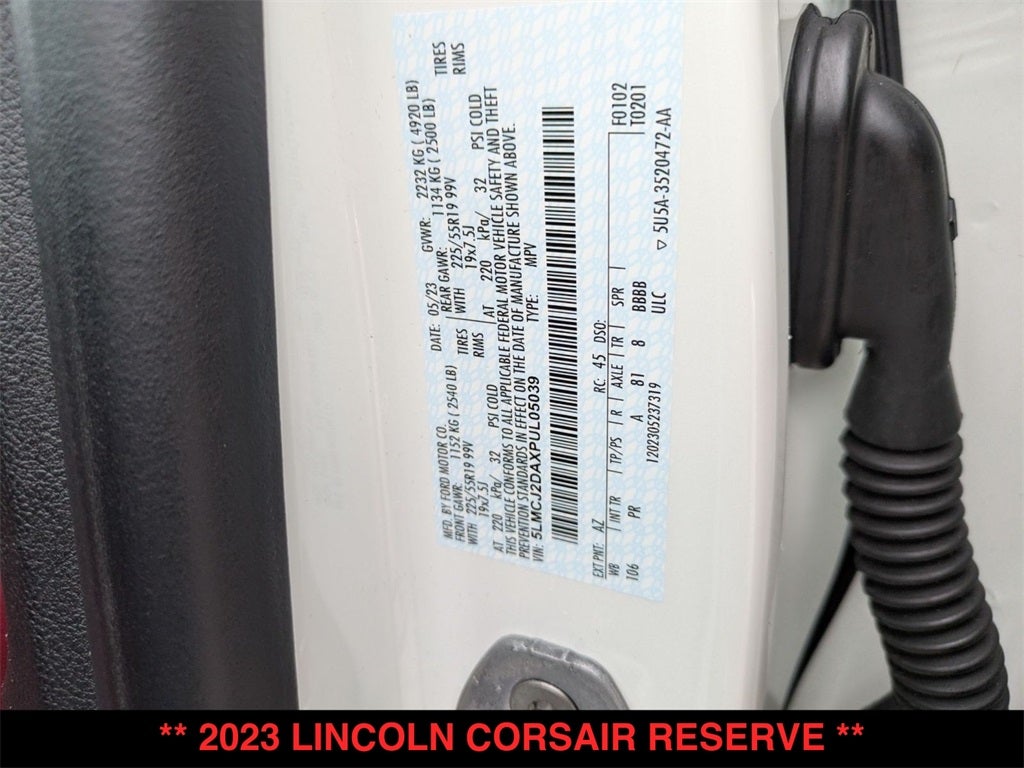 MFD. BY FORD MOTOR CO. DATE: 05/23 GVWR: 2232 KG ( 4920 LB)
FRONT GAWR: 1152 KG ( 2540 LB) REAR GAWR: 1134 KG ( 2500 LB)
WITH 225/55R19 99V TIRES WITH 225/55R19 99V TIRES
19x7.5J RIMS 19x7.5J RIMS
AT 220 kPa/ 32 PSI COLD AT 220 kPa/ 32 PSI COLD
THIS VEHICLE CONFORMS TO ALL APPLICABLE FEDERAL MOTOR VEHICLE SAFETY AND THEFT
PREVENTION STANDARDS IN EFFECT ON THE DATE OF MANUFACTURE SHOWN ABOVE.
VIN: 5LMCJ2DAXPUL05039 TYPE: MPV
EXT PNT: AZ RC: 45 DSO: F0102
WB INT TR TP/PS R AXLE TR SPR T0201
106 PR A 81 8 BBBB
1202305237319 ULC
▽ 5U5A-3520472-AA
** 2023 LINCOLN CORSAIR RESERVE **